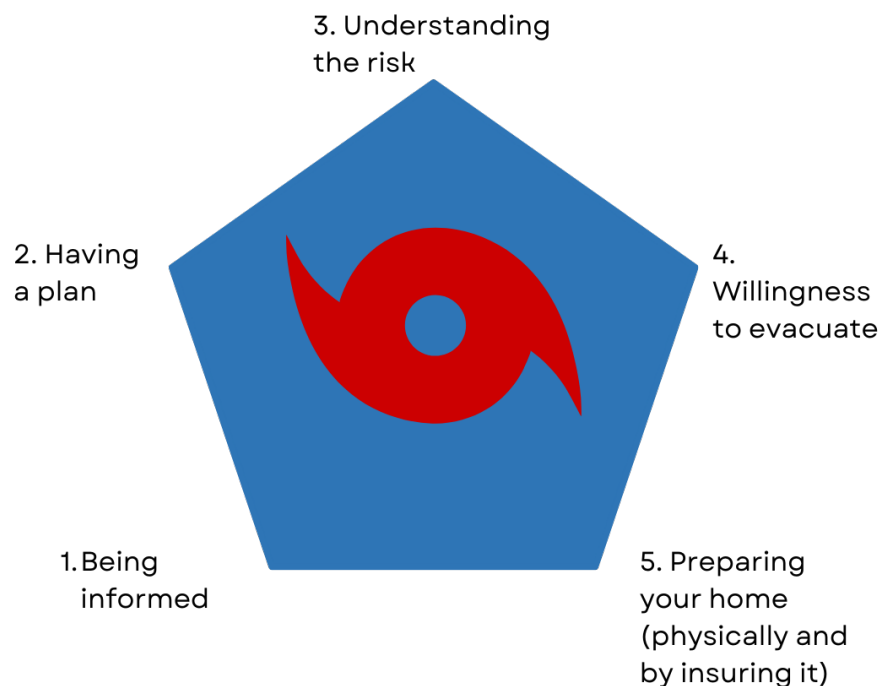 3. Understanding
the risk
2. Having
a plan
4.
Willingness
to evacuate
1. Being
informed
5. Preparing
your home
(physically and
by insuring it)